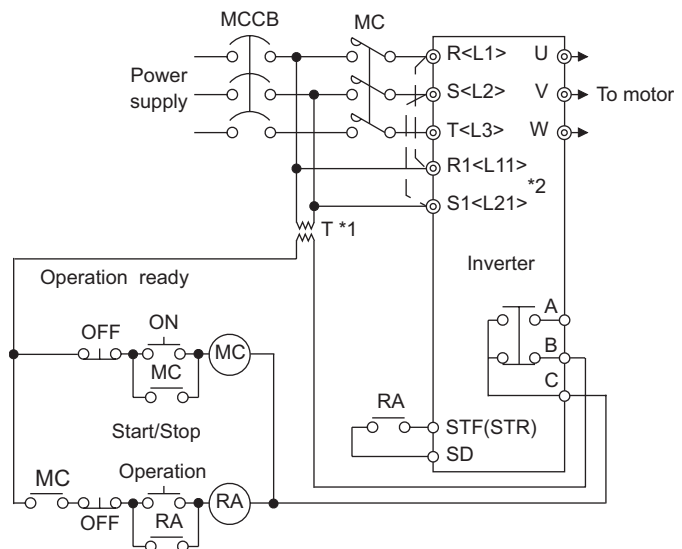 MCCB
MC
Power
supply
R<L1>
S<L2>
T<L3>
R1<L11>
S1<L21>
*2
U
V
W
To motor
T *1
Inverter
Operation ready
OFF
ON
MC
MC
A
B
C
Start/Stop
RA
STF(STR)
SD
MC
OFF
Operation
RA
RA